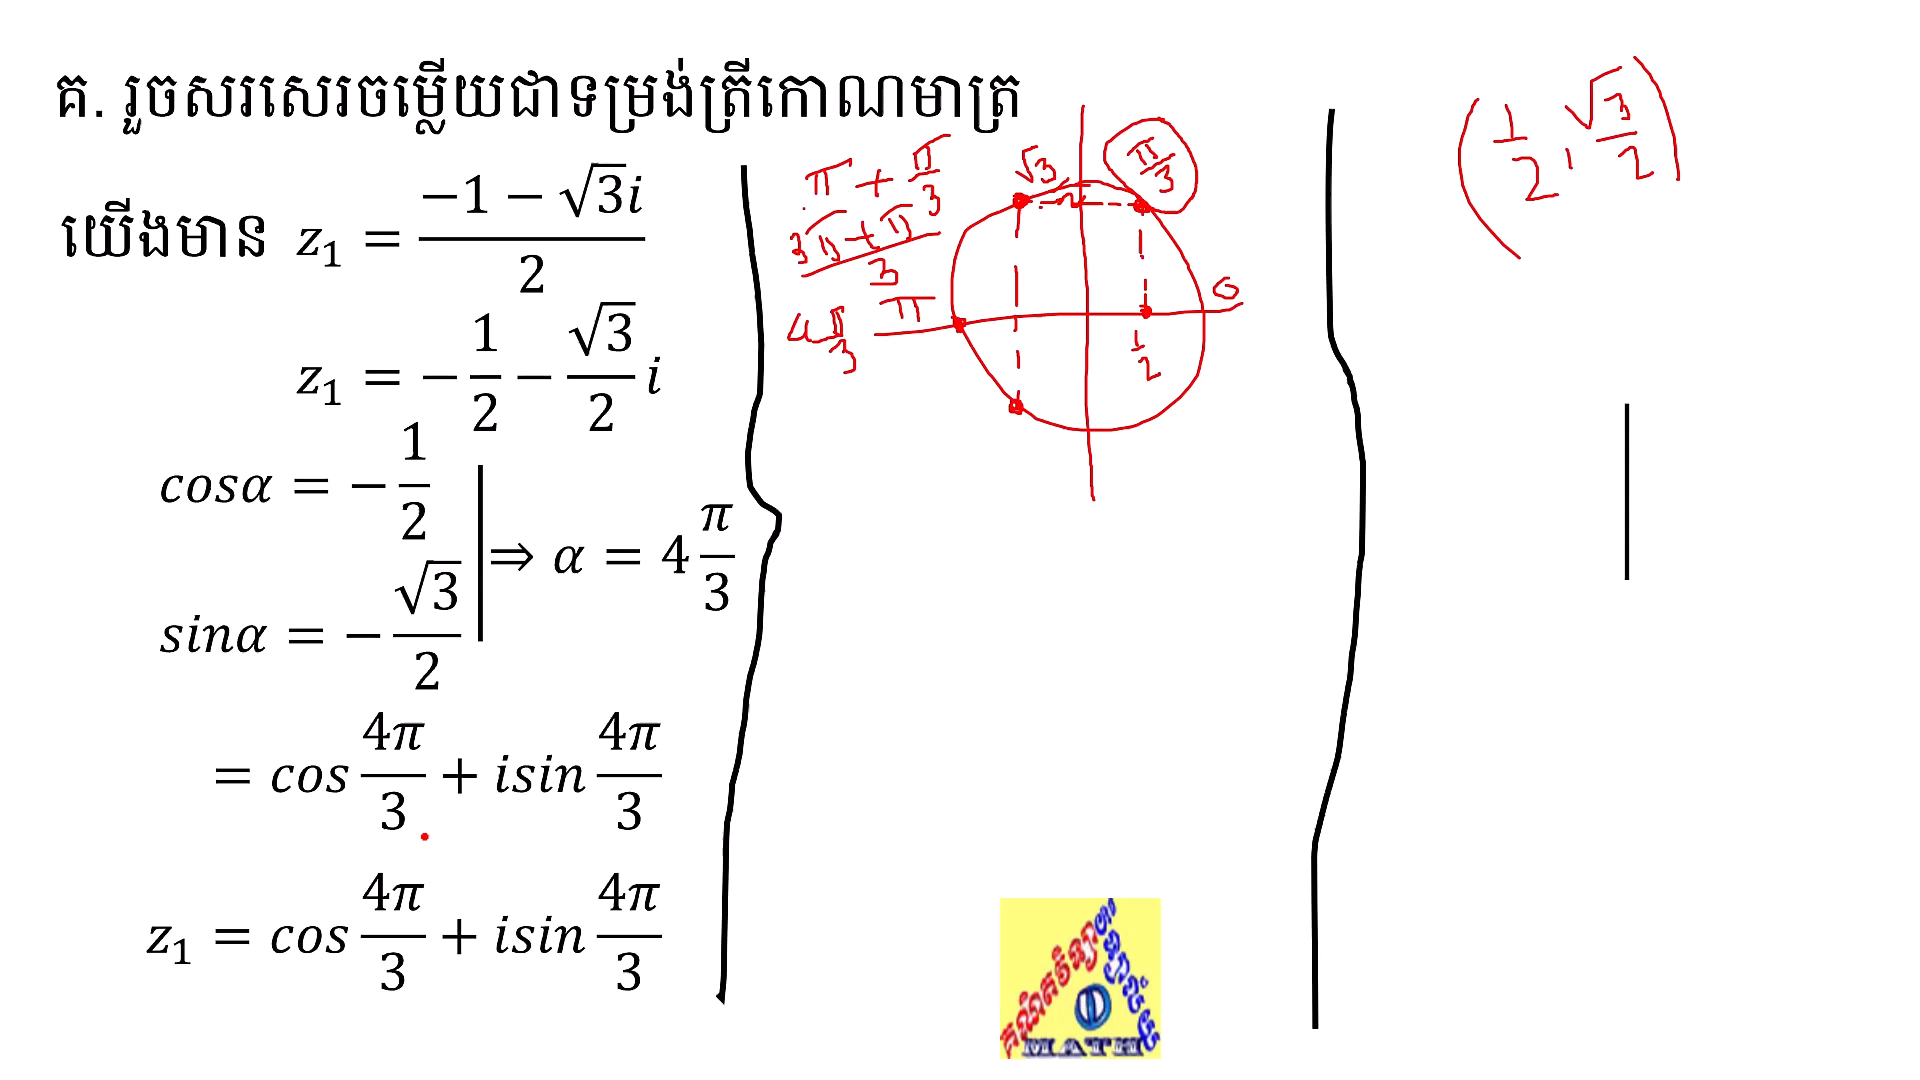 គ. រួចសរសេរចម្លើយជាទម្រង់ត្រីកោណមាត្រ
យើងមាន z₁ = (−1 − √3i)/2
z₁ = −1/2 − √3/2 i
cosα = −1/2
sinα = −√3/2
⇒ α = 4 π/3
= cos 4π/3 + isin 4π/3
z₁ = cos 4π/3 + isin 4π/3
π + π/3
(3π + π)/3
4π/3
π
√3/2
π/3
0
1/2
(1/2, √3/2)
MATH